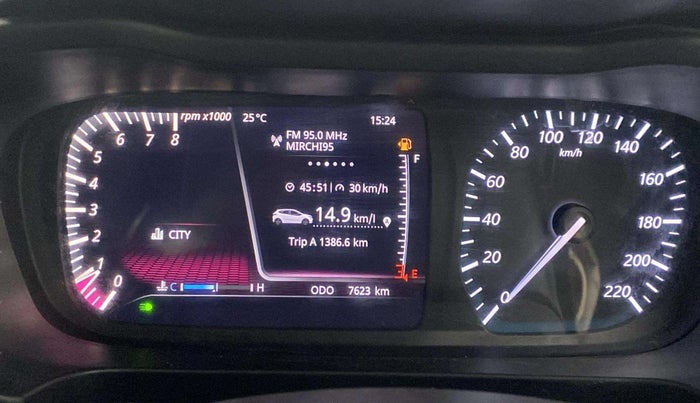 rpm x1000
25°C
15:24
FM 95.0 MHz
MIRCHI95
F
45:51 | 30 km/h
14.9 km/l
Trip A 1386.6 km
E
CITY
C H
ODO 7623 km
0
1
2
3
4
5
6
7
8
km/h
0
20
40
60
80
100
120
140
160
180
200
220